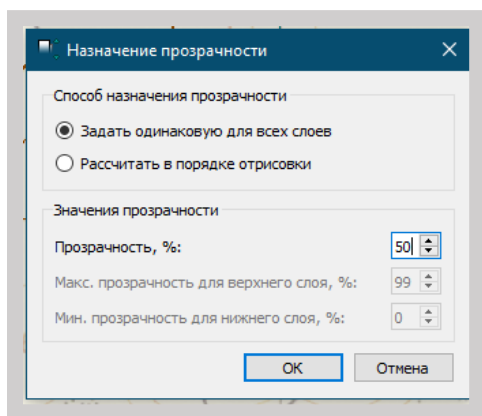 Назначение прозрачности
Способ назначения прозрачности
Задать одинаковую для всех слоев
Рассчитать в порядке отрисовки
Значения прозрачности
Прозрачность, %: 50
Макс. прозрачность для верхнего слоя, %: 99
Мин. прозрачность для нижнего слоя, %: 0
OK Отмена